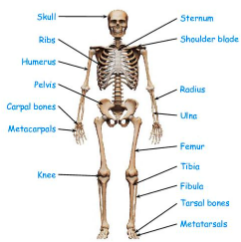 Skull
Ribs
Humerus
Pelvis
Carpal bones
Metacarpals
Knee
Sternum
Shoulder blade
Radius
Ulna
Femur
Tibia
Fibula
Tarsal bones
Metatarsals